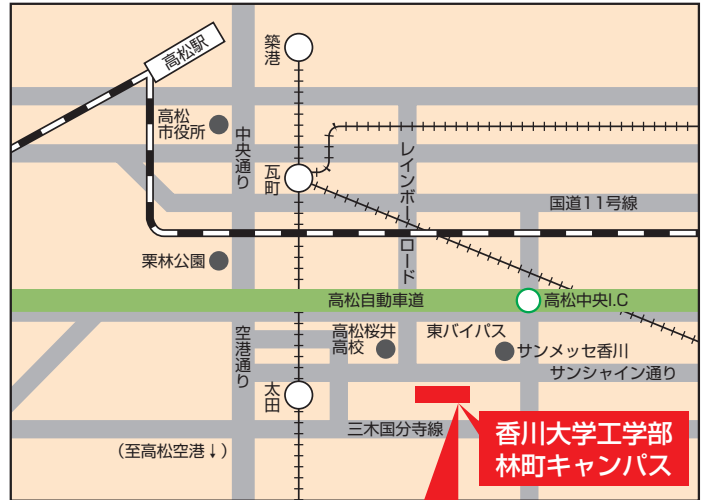 高松駅
築港
高松
市役所
中央通り
瓦町
レインボーロード
国道11号線
栗林公園
高松自動車道
高松中央I.C
空港通り
高松桜井
高校
東バイパス
サンメッセ香川
太田
サンシャイン通り
三木国分寺線
(至高松空港↓)
香川大学工学部
林町キャンパス